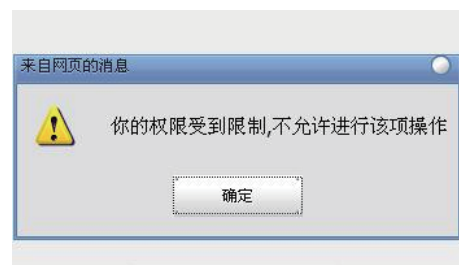 来自网页的消息
你的权限受到限制,不允许进行该项操作
确定